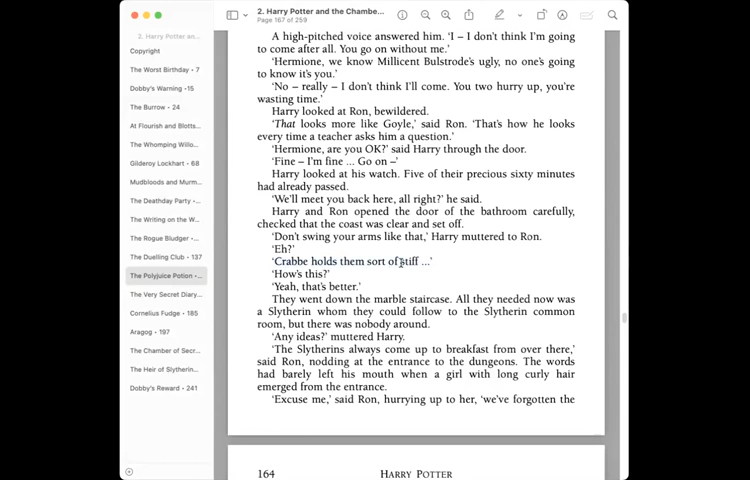 2. Harry Potter and the Chambe...
Page 167 of 259
2. Harry Potter an...
Copyright
The Worst Birthday • 7
Dobby's Warning •15
The Burrow • 24
At Flourish and Blotts...
The Whomping Willo...
Gilderoy Lockhart • 68
Mudbloods and Murm...
The Deathday Party •...
The Writing on the W...
The Rogue Bludger •...
The Duelling Club • 137
The Polyjuice Potion •...
The Very Secret Diary...
Cornelius Fudge • 185
Aragog • 197
The Chamber of Secr...
The Heir of Slytherin...
Dobby's Reward • 241
A high-pitched voice answered him. ‘I – I don't think I'm going
to come after all. You go on without me.’
‘Hermione, we know Millicent Bulstrode's ugly, no one's going
to know it's you.’
‘No – really – I don't think I'll come. You two hurry up, you're
wasting time.’
Harry looked at Ron, bewildered.
‘That looks more like Goyle,’ said Ron. ‘That's how he looks
every time a teacher asks him a question.’
‘Hermione, are you OK?’ said Harry through the door.
‘Fine – I'm fine ... Go on –’
Harry looked at his watch. Five of their precious sixty minutes
had already passed.
‘We'll meet you back here, all right?’ he said.
Harry and Ron opened the door of the bathroom carefully,
checked that the coast was clear and set off.
‘Don't swing your arms like that,’ Harry muttered to Ron.
‘Eh?’
‘Crabbe holds them sort of stiff ...’
‘How's this?’
‘Yeah, that's better.’
They went down the marble staircase. All they needed now was
a Slytherin whom they could follow to the Slytherin common
room, but there was nobody around.
‘Any ideas?’ muttered Harry.
‘The Slytherins always come up to breakfast from over there,’
said Ron, nodding at the entrance to the dungeons. The words
had barely left his mouth when a girl with long curly hair
emerged from the entrance.
‘Excuse me,’ said Ron, hurrying up to her, ‘we've forgotten the
164 HARRY POTTER